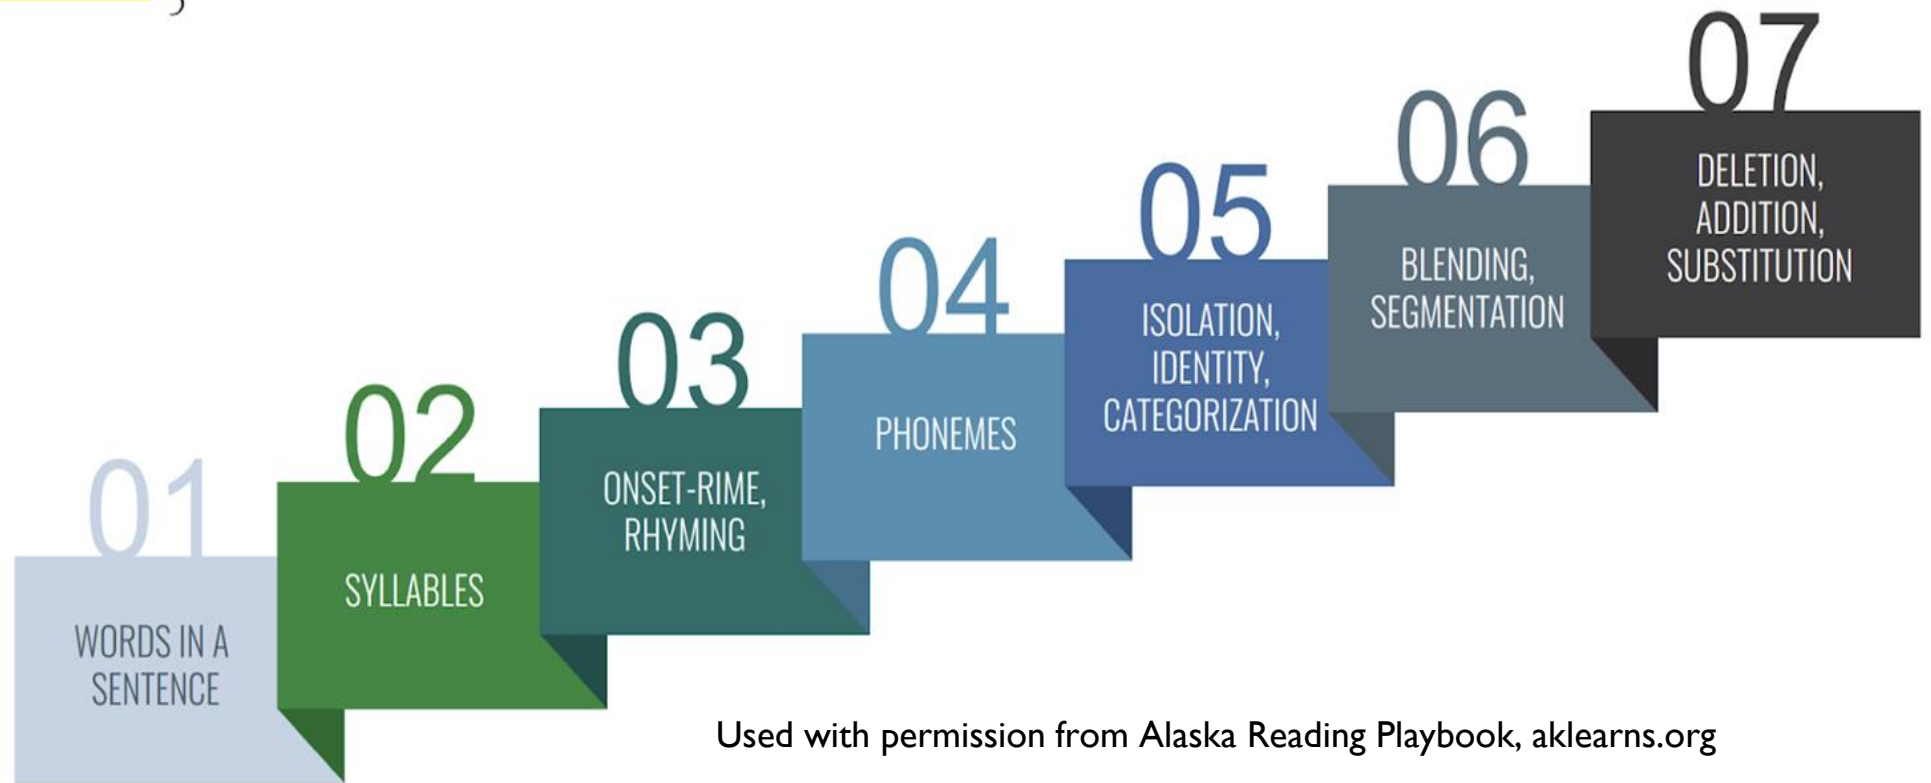 01
WORDS IN A
SENTENCE
02
SYLLABLES
03
ONSET-RIME,
RHYMING
04
PHONEMES
05
ISOLATION,
IDENTITY,
CATEGORIZATION
06
BLENDING,
SEGMENTATION
07
DELETION,
ADDITION,
SUBSTITUTION
Used with permission from Alaska Reading Playbook, aklearns.org